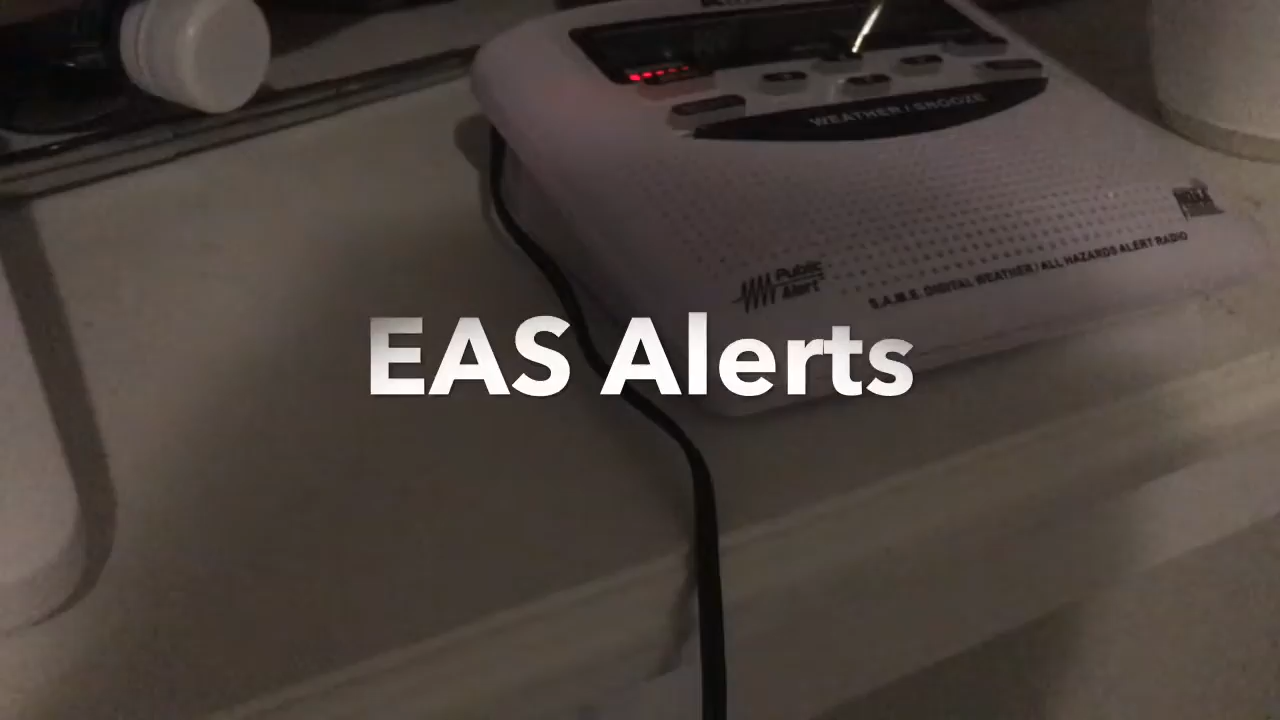 WEATHER / SNOOZE
Public
Alert
S.A.M.E. DIGITAL WEATHER / ALL HAZARDS ALERT RADIO
EAS Alerts